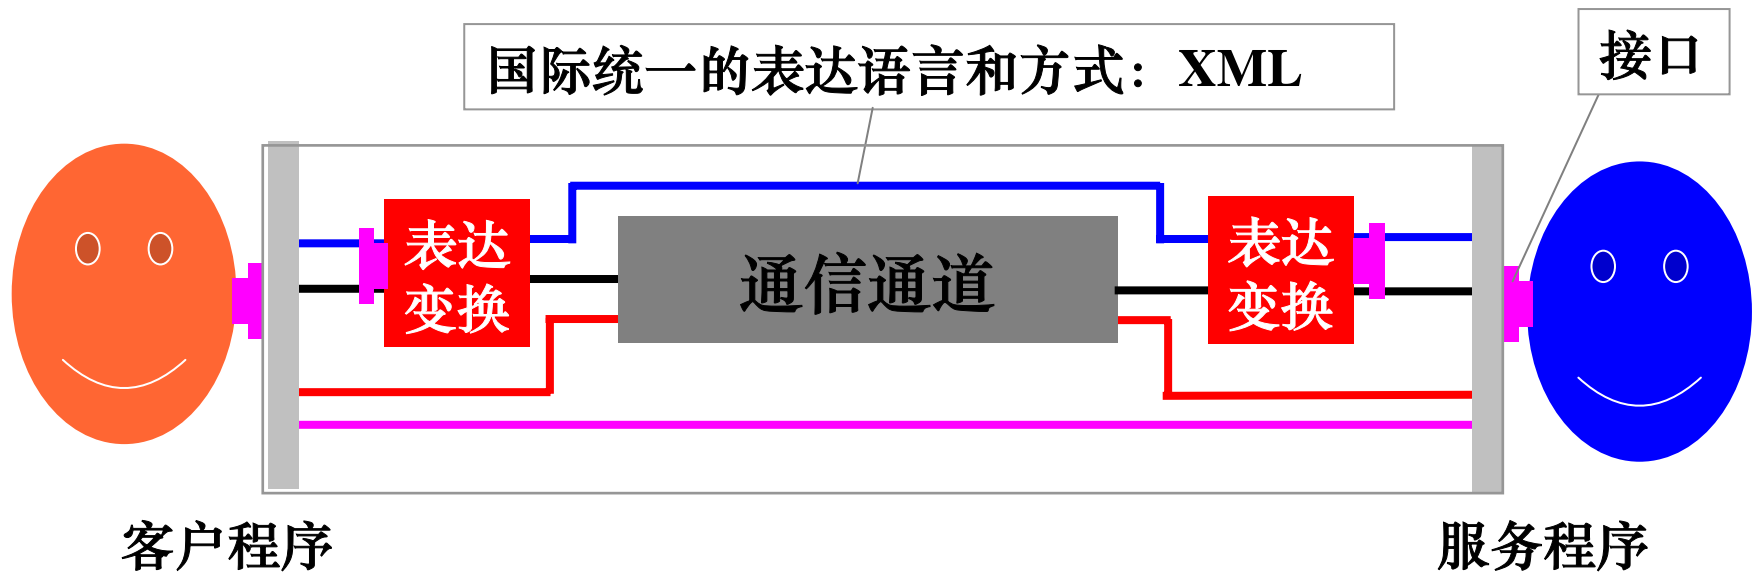 国际统一的表达语言和方式：XML
接口
表达
变换
通信通道
表达
变换
客户程序
服务程序